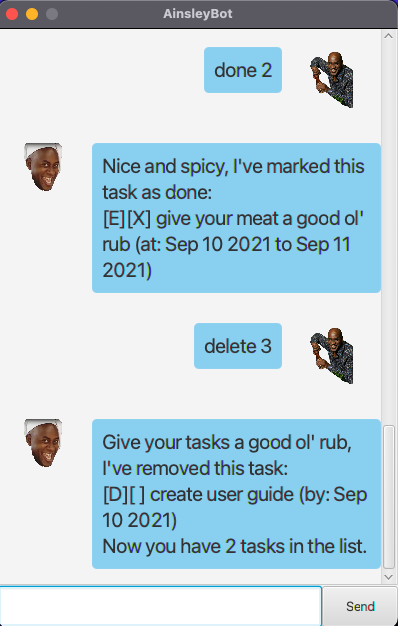 AinsleyBot
done 2
Nice and spicy, I've marked this
task as done:
[E][X] give your meat a good ol'
rub (at: Sep 10 2021 to Sep 11
2021)
delete 3
Give your tasks a good ol' rub,
I've removed this task:
[D][ ] create user guide (by: Sep
10 2021)
Now you have 2 tasks in the list.
Send